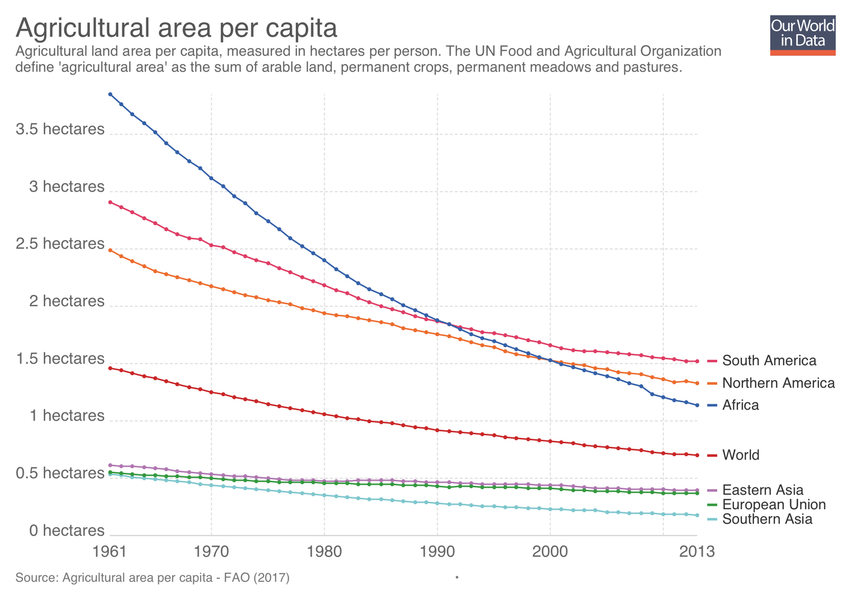 Agricultural area per capita
Agricultural land area per capita, measured in hectares per person. The UN Food and Agricultural Organization
define 'agricultural area' as the sum of arable land, permanent crops, permanent meadows and pastures.
Our World
in Data
3.5 hectares
3 hectares
2.5 hectares
2 hectares
1.5 hectares
1 hectares
0.5 hectares
0 hectares
South America
Northern America
Africa
World
Eastern Asia
European Union
Southern Asia
1961 1970 1980 1990 2000 2013
Source: Agricultural area per capita - FAO (2017)